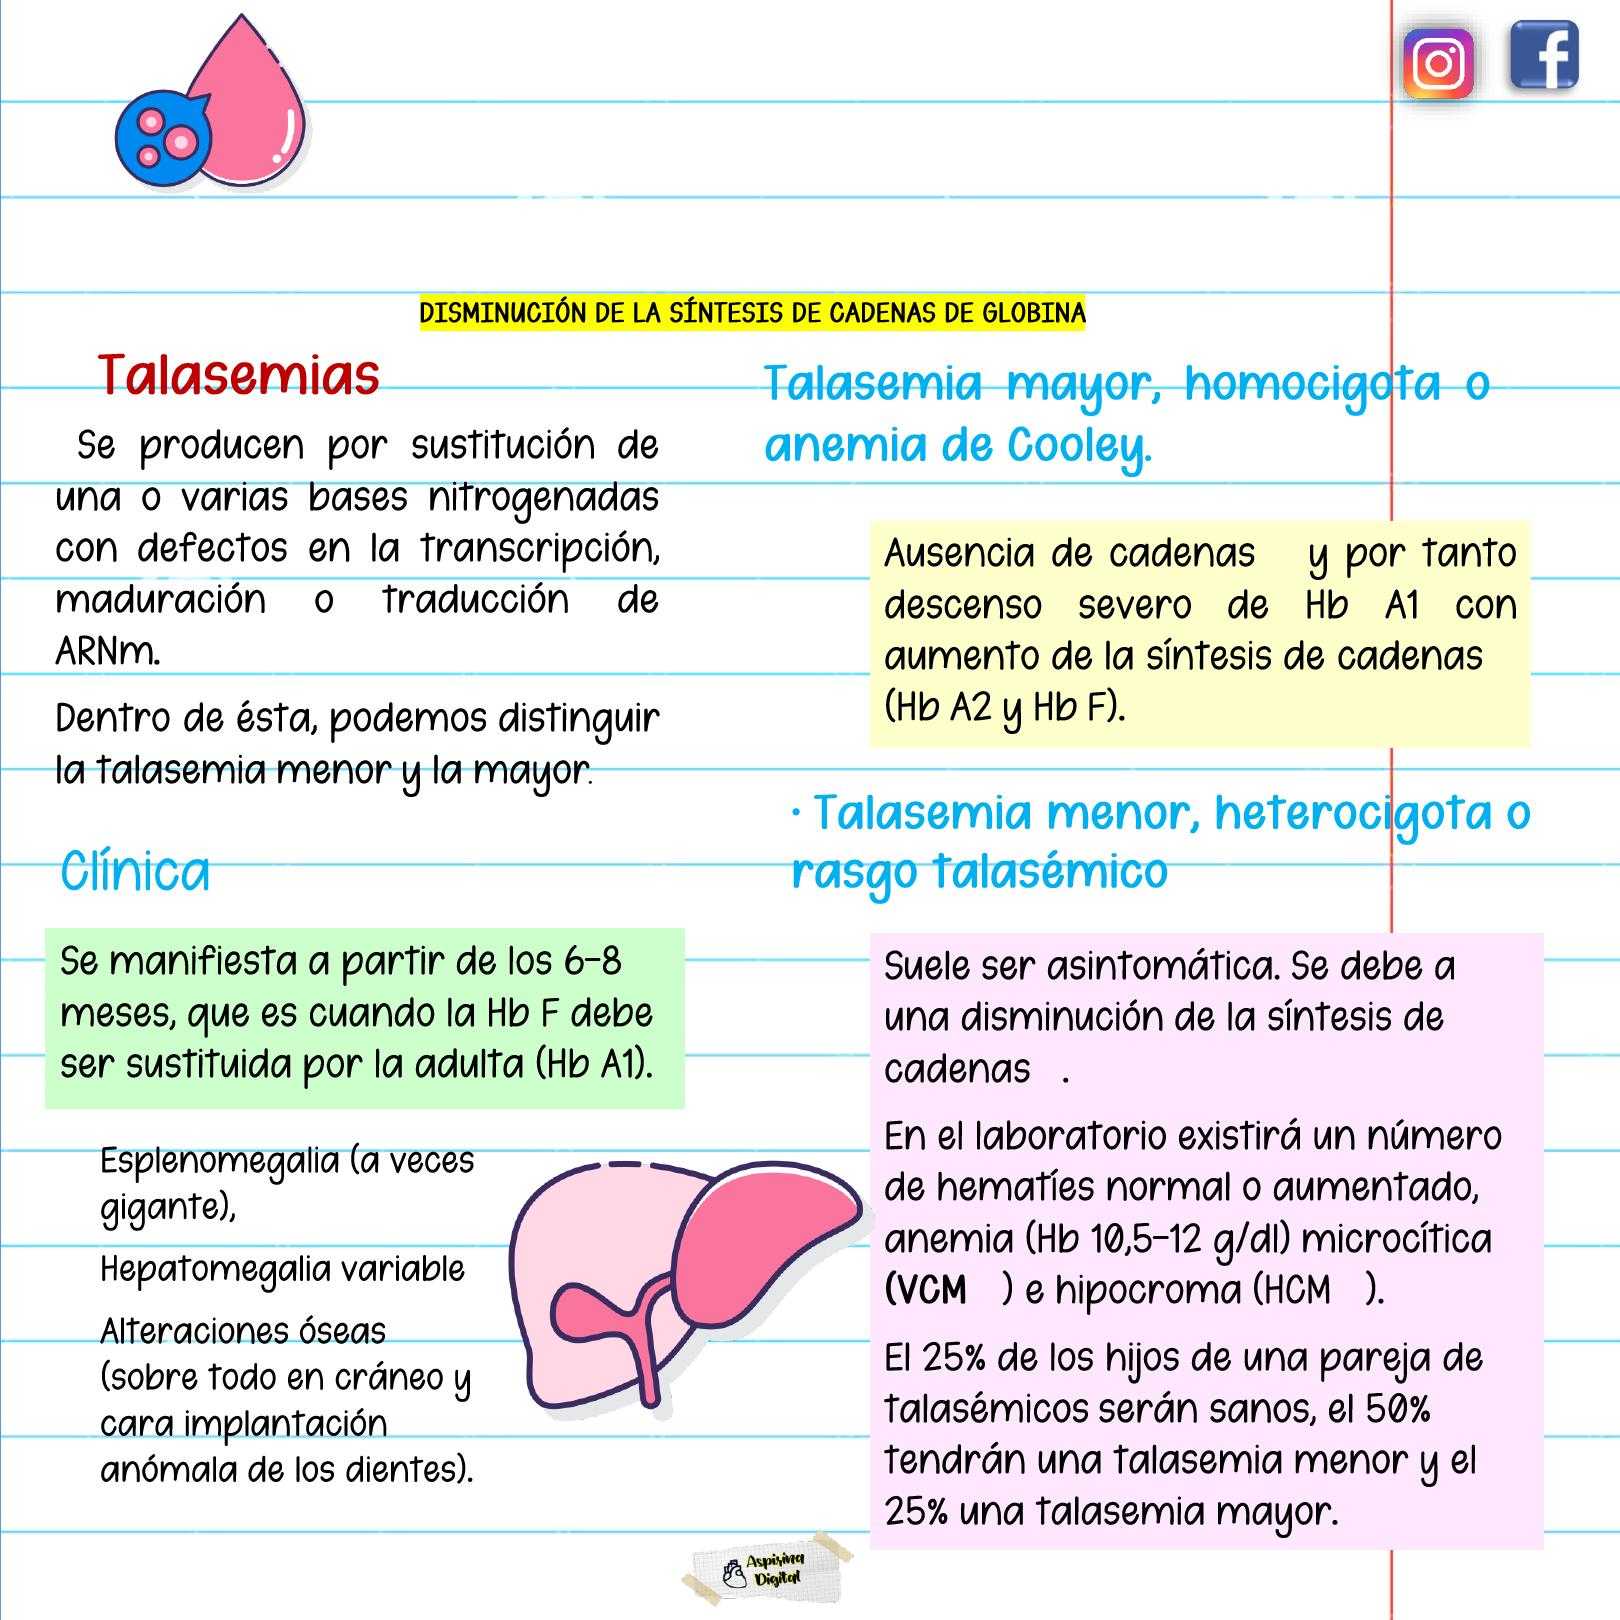 DISMINUCIÓN DE LA SÍNTESIS DE CADENAS DE GLOBINA
Talasemias
Se producen por sustitución de
una o varias bases nitrogenadas
con defectos en la transcripción,
maduración o traducción de
ARNm.
Dentro de ésta, podemos distinguir
la talasemia menor y la mayor.
Clínica
Se manifiesta a partir de los 6-8
meses, que es cuando la Hb F debe
ser sustituida por la adulta (Hb A1).
Esplenomegalia (a veces
gigante),
Hepatomegalia variable
Alteraciones óseas
(sobre todo en cráneo y
cara implantación
anómala de los dientes).
Talasemia mayor, homocigota o
anemia de Cooley.
Ausencia de cadenas y por tanto
descenso severo de Hb A1 con
aumento de la síntesis de cadenas
(Hb A2 y Hb F).
· Talasemia menor, heterocigota o
rasgo talasémico
Suele ser asintomática. Se debe a
una disminución de la síntesis de
cadenas .
En el laboratorio existirá un número
de hematíes normal o aumentado,
anemia (Hb 10,5-12 g/dl) microcítica
(VCM ) e hipocroma (HCM ).
El 25% de los hijos de una pareja de
talasémicos serán sanos, el 50%
tendrán una talasemia menor y el
25% una talasemia mayor.
Aspirina
Digital